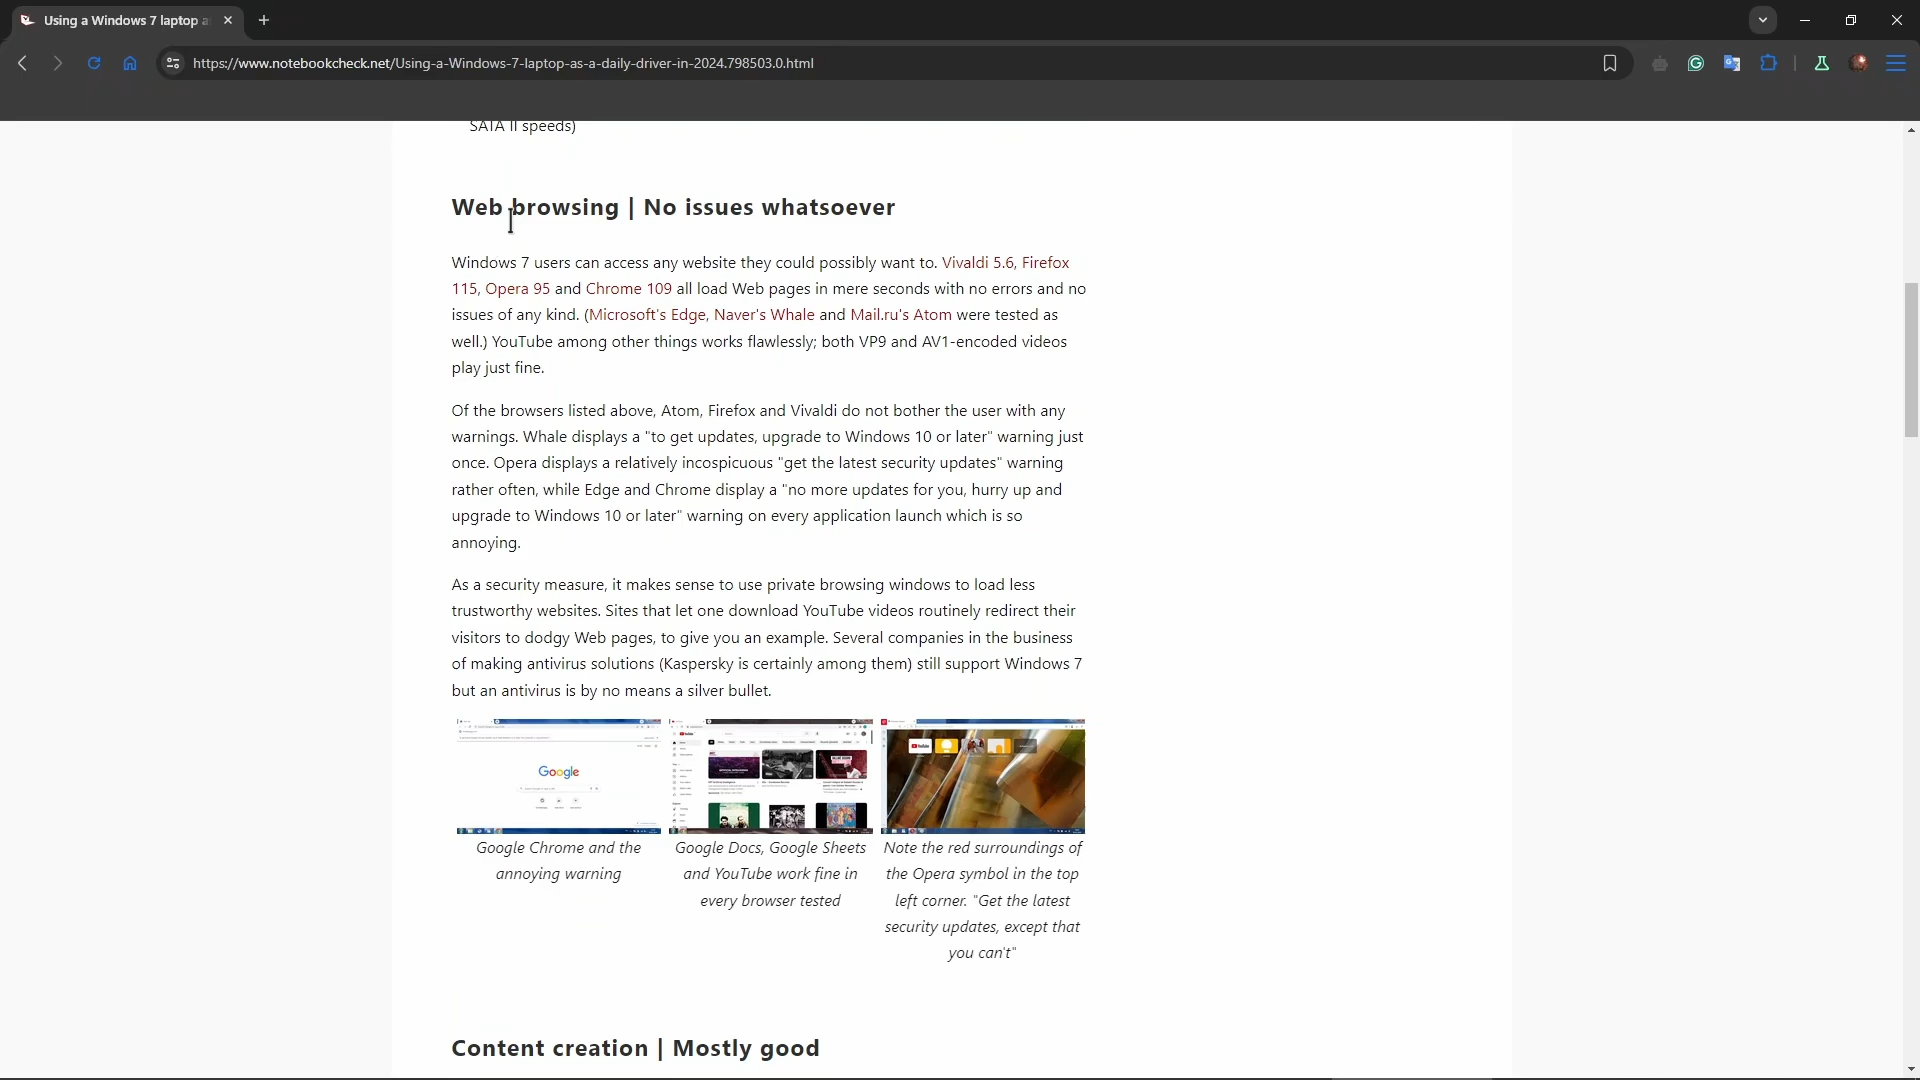 Using a Windows 7 laptop a
https://www.notebookcheck.net/Using-a-Windows-7-laptop-as-a-daily-driver-in-2024.798503.0.html
SATA II speeds)
Web browsing | No issues whatsoever
Windows 7 users can access any website they could possibly want to. Vivaldi 5.6, Firefox
115, Opera 95 and Chrome 109 all load Web pages in mere seconds with no errors and no
issues of any kind. (Microsoft's Edge, Naver's Whale and Mail.ru's Atom were tested as
well.) YouTube among other things works flawlessly; both VP9 and AV1-encoded videos
play just fine.
Of the browsers listed above, Atom, Firefox and Vivaldi do not bother the user with any
warnings. Whale displays a "to get updates, upgrade to Windows 10 or later" warning just
once. Opera displays a relatively incospicuous "get the latest security updates" warning
rather often, while Edge and Chrome display a "no more updates for you, hurry up and
upgrade to Windows 10 or later" warning on every application launch which is so
annoying.
As a security measure, it makes sense to use private browsing windows to load less
trustworthy websites. Sites that let one download YouTube videos routinely redirect their
visitors to dodgy Web pages, to give you an example. Several companies in the business
of making antivirus solutions (Kaspersky is certainly among them) still support Windows 7
but an antivirus is by no means a silver bullet.
Google
Google Chrome and the
annoying warning
Google Docs, Google Sheets
and YouTube work fine in
every browser tested
Note the red surroundings of
the Opera symbol in the top
left corner. "Get the latest
security updates, except that
you can't"
Content creation | Mostly good